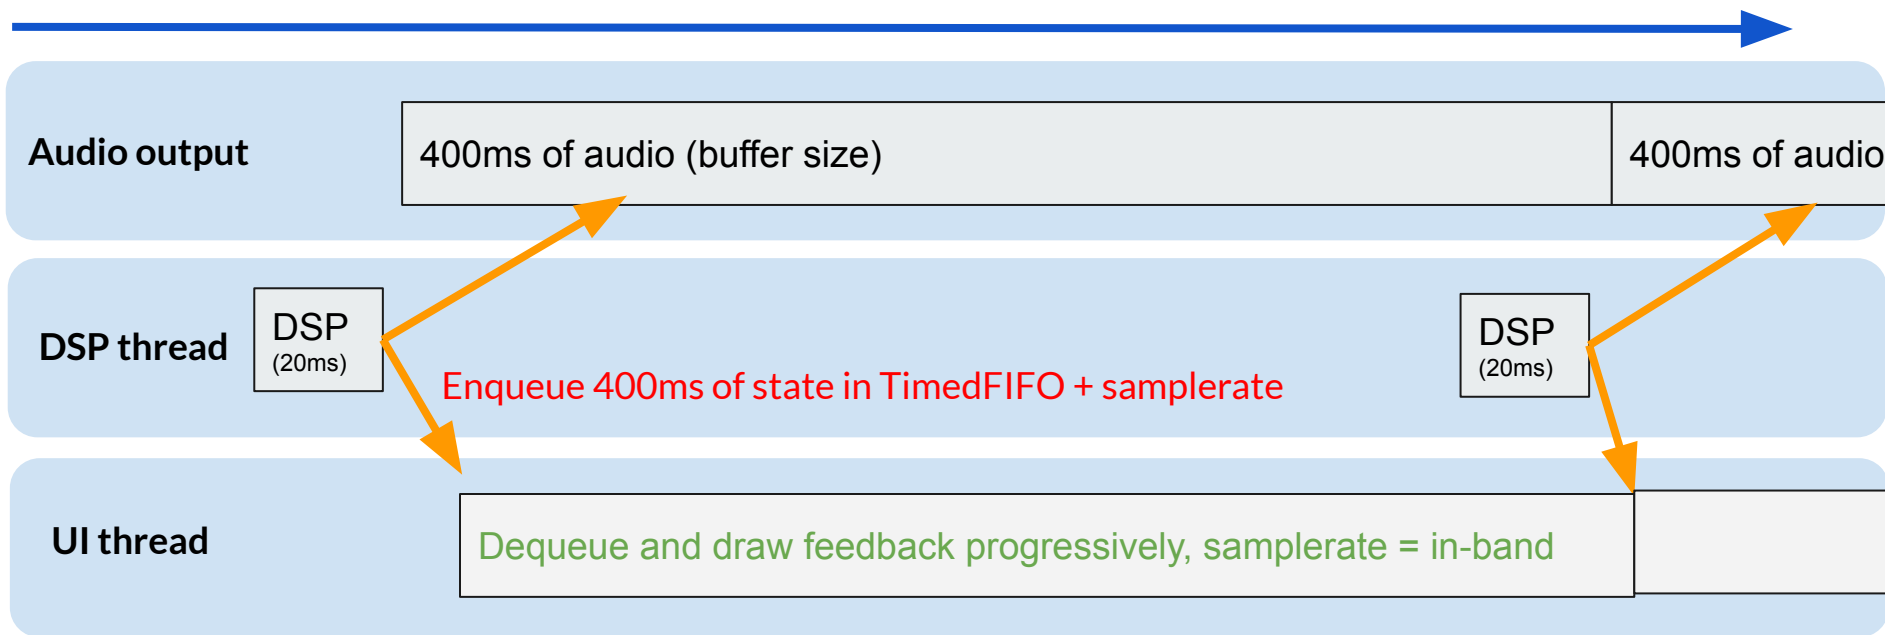 Audio output
400ms of audio (buffer size)
400ms of audio
DSP thread
DSP
(20ms)
Enqueue 400ms of state in TimedFIFO + samplerate
DSP
(20ms)
UI thread
Dequeue and draw feedback progressively, samplerate = in-band